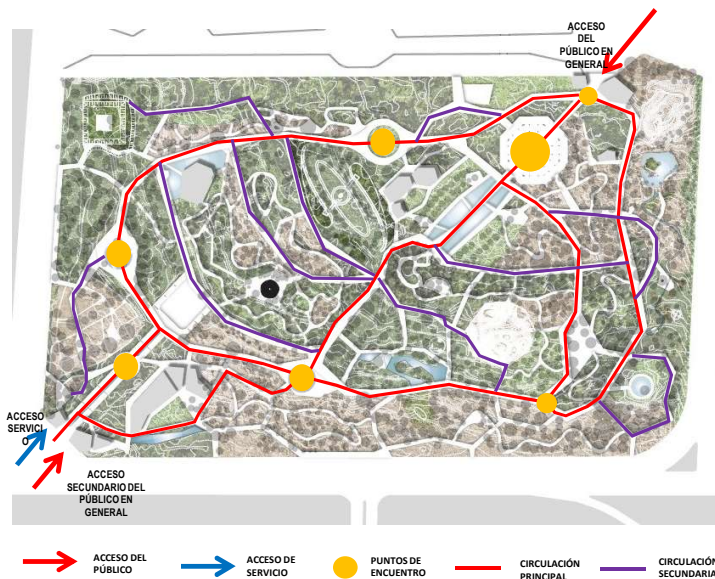 ACCESO
DEL
PÚBLICO EN
GENERAL
ACCESO
SERVICI
O
ACCESO
SECUNDARIO DEL
PÚBLICO EN
GENERAL
ACCESO DEL
PÚBLICO
ACCESO DE
SERVICIO
PUNTOS DE
ENCUENTRO
CIRCULACIÓN
PRINCIPAL
CIRCULACIÓN
SECUNDARIA